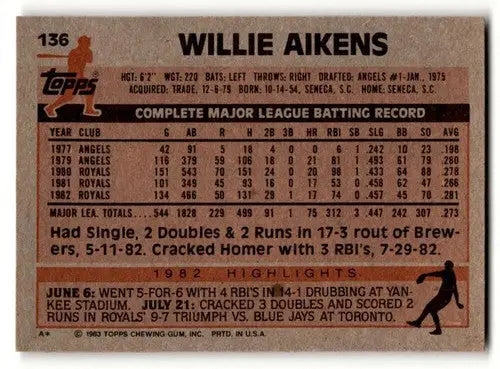 136
WILLIE AIKENS
Topps
HGT: 6'2" WGT: 220 BATS: LEFT THROWS: RIGHT DRAFTED: ANGELS #1-JAN., 1975
ACQUIRED: TRADE, 12-6-79 BORN: 10-14-54, SENECA, S.C. HOME: SENECA, S.C.
COMPLETE MAJOR LEAGUE BATTING RECORD
YEAR CLUB G AB R H 2B 3B HR RBI SB SLG BB SO AVG
1977 ANGELS 42 91 5 18 4 0 0 6 1 .242 10 23 .198
1979 ANGELS 116 379 59 106 18 0 21 81 1 .493 61 79 .280
1980 ROYALS 151 543 70 151 24 0 20 98 1 .433 64 88 .278
1981 ROYALS 101 349 45 93 16 0 17 53 0 .458 62 47 .266
1982 ROYALS 134 466 50 131 29 1 17 74 0 .457 45 70 .281
MAJOR LEA. TOTALS 544 1828 229 499 91 1 75 312 3 .447 242 307 .273
Had Single, 2 Doubles & 2 Runs in 17-3 rout of Brew-
ers, 5-11-82. Cracked Homer with 3 RBI's, 7-29-82.
1982 HIGHLIGHTS
JUNE 6: WENT 5-FOR-6 WITH 4 RBI'S IN 14-1 DRUBBING AT YAN-
KEE STADIUM. JULY 21: CRACKED 3 DOUBLES AND SCORED 2
RUNS IN ROYALS' 9-7 TRIUMPH VS. BLUE JAYS AT TORONTO.
A* © 1983 TOPPS CHEWING GUM, INC. PRTD. IN U.S.A.